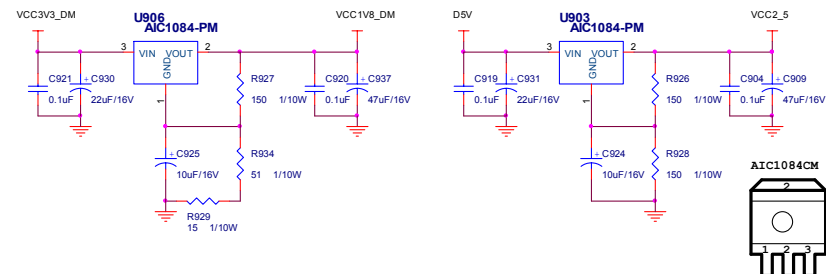 VCC3V3_DM
U906
AIC1084-PM
VCC1V8_DM
3
VIN VOUT
2
GND
1
C921
0.1uF
+ C930
22uF/16V
R927
150 1/10W
C920
0.1uF
+ C937
47uF/16V
+ C925
10uF/16V
R934
51 1/10W
R929
15 1/10W
D5V
U903
AIC1084-PM
VCC2_5
3
VIN VOUT
2
GND
1
C919
0.1uF
+ C931
22uF/16V
R926
150 1/10W
C904
0.1uF
+ C909
47uF/16V
+ C924
10uF/16V
R928
150 1/10W
AIC1084CM
2
1 2 3